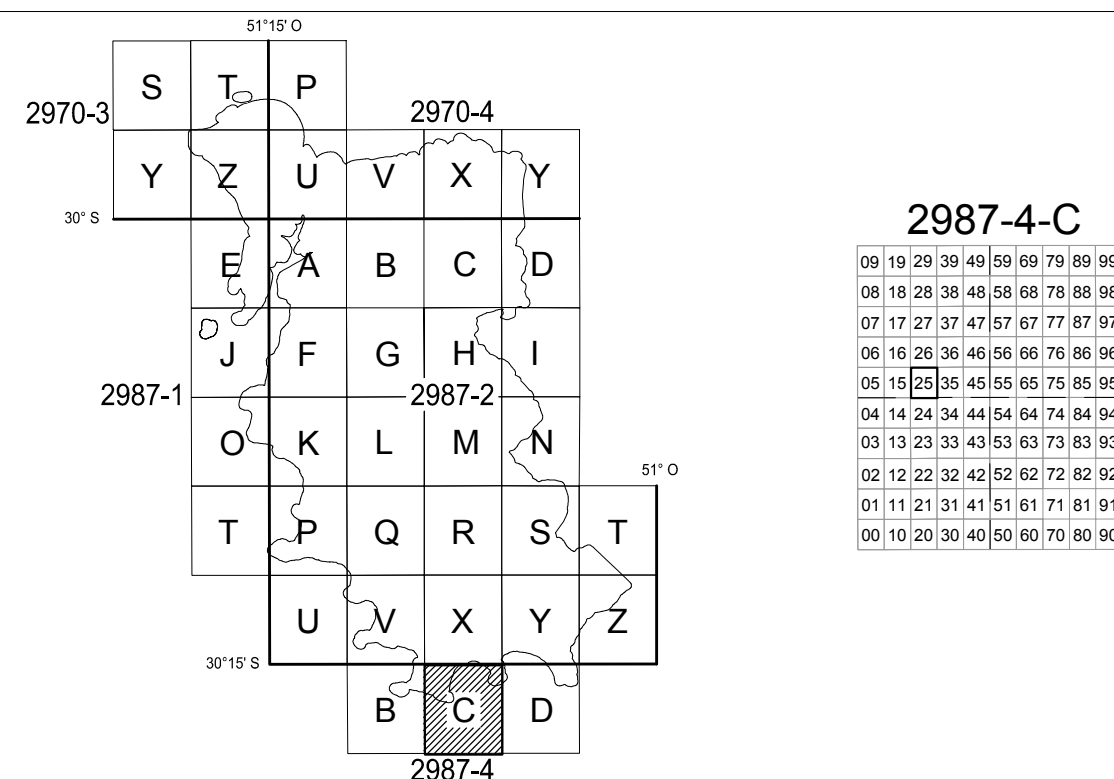 51°15' O
S T P
2970-3
2970-4
Y Z U V X Y
30° S
E A B C D
J F G H I
2987-1
2987-2
O K L M N
51° O
T P Q R S T
U V X Y Z
30°15' S
B C D
2987-4
2987-4-C
09 19 29 39 49 59 69 79 89 99
08 18 28 38 48 58 68 78 88 98
07 17 27 37 47 57 67 77 87 97
06 16 26 36 46 56 66 76 86 96
05 15 25 35 45 55 65 75 85 95
04 14 24 34 44 54 64 74 84 94
03 13 23 33 43 53 63 73 83 93
02 12 22 32 42 52 62 72 82 92
01 11 21 31 41 51 61 71 81 91
00 10 20 30 40 50 60 70 80 90